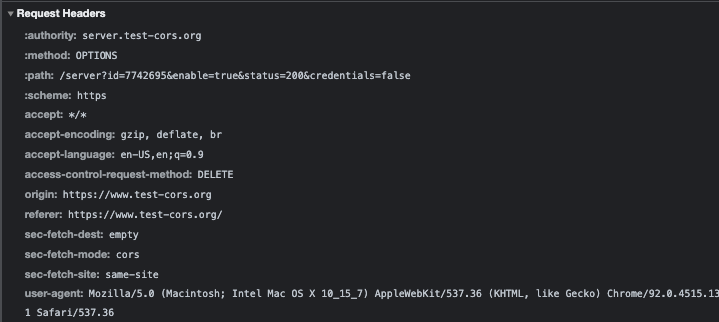 Request Headers
:authority: server.test-cors.org
:method: OPTIONS
:path: /server?id=7742695&enable=true&status=200&credentials=false
:scheme: https
accept: */*
accept-encoding: gzip, deflate, br
accept-language: en-US,en;q=0.9
access-control-request-method: DELETE
origin: https://www.test-cors.org
referer: https://www.test-cors.org/
sec-fetch-dest: empty
sec-fetch-mode: cors
sec-fetch-site: same-site
user-agent: Mozilla/5.0 (Macintosh; Intel Mac OS X 10_15_7) AppleWebKit/537.36 (KHTML, like Gecko) Chrome/92.0.4515.13
1 Safari/537.36